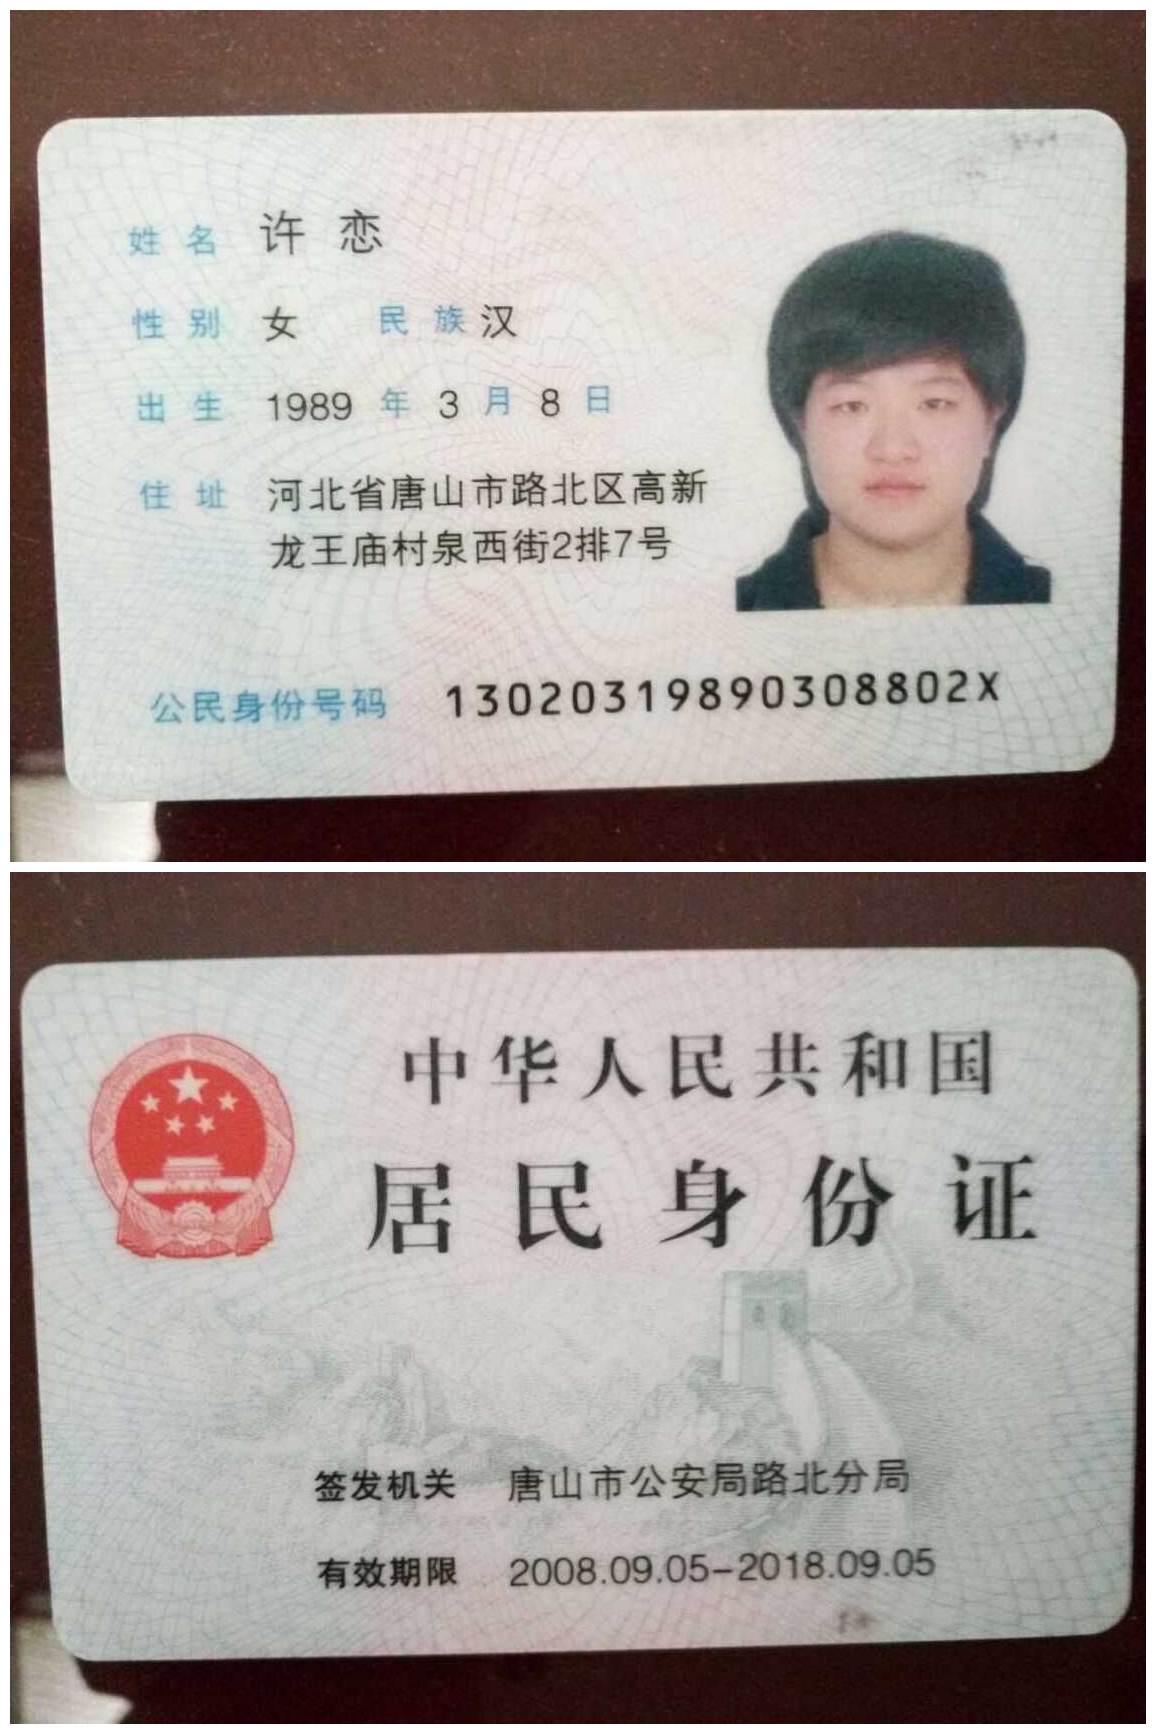 姓名 许恋
性别 女 民族 汉
出生 1989 年 3 月 8 日
住址 河北省唐山市路北区高新
龙王庙村泉西街2排7号
公民身份号码 13020319890308802X
中华人民共和国
居民身份证
签发机关 唐山市公安局路北分局
有效期限 2008.09.05-2018.09.05